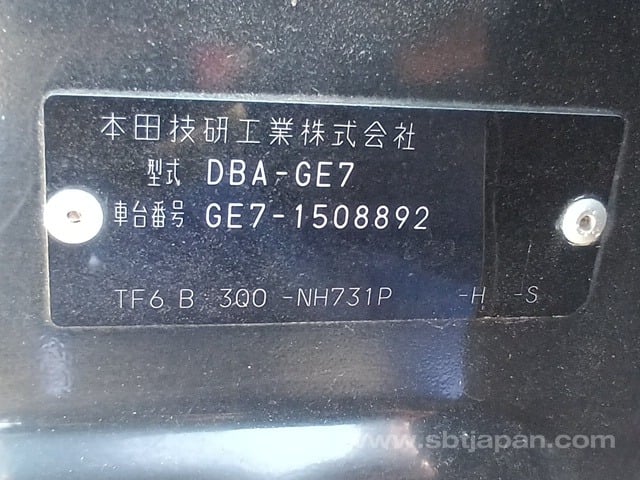 本田技研工業株式会社
型式 DBA-GE7
車台番号 GE7-1508892
TF6 B 3Q0 -NH731P -H -S
www.sbtjapan.com